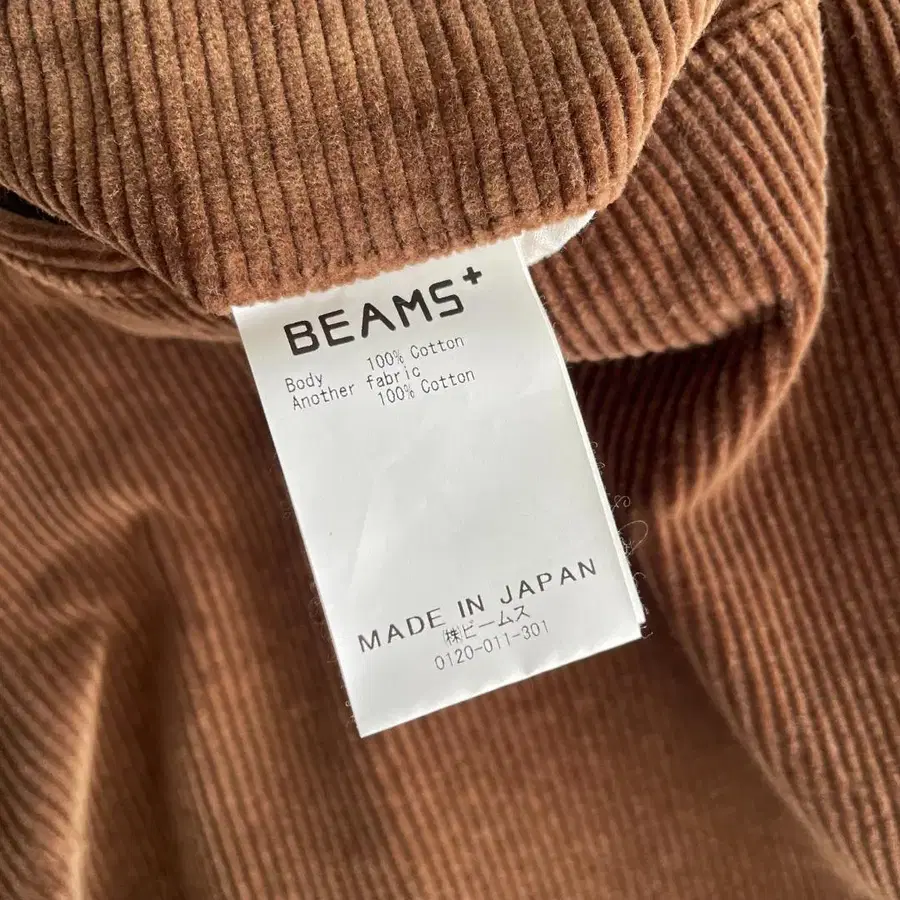 BEAMS+
Body 100% Cotton
Another fabric
100% Cotton
MADE IN JAPAN
㈱ビームス
0120-011-301